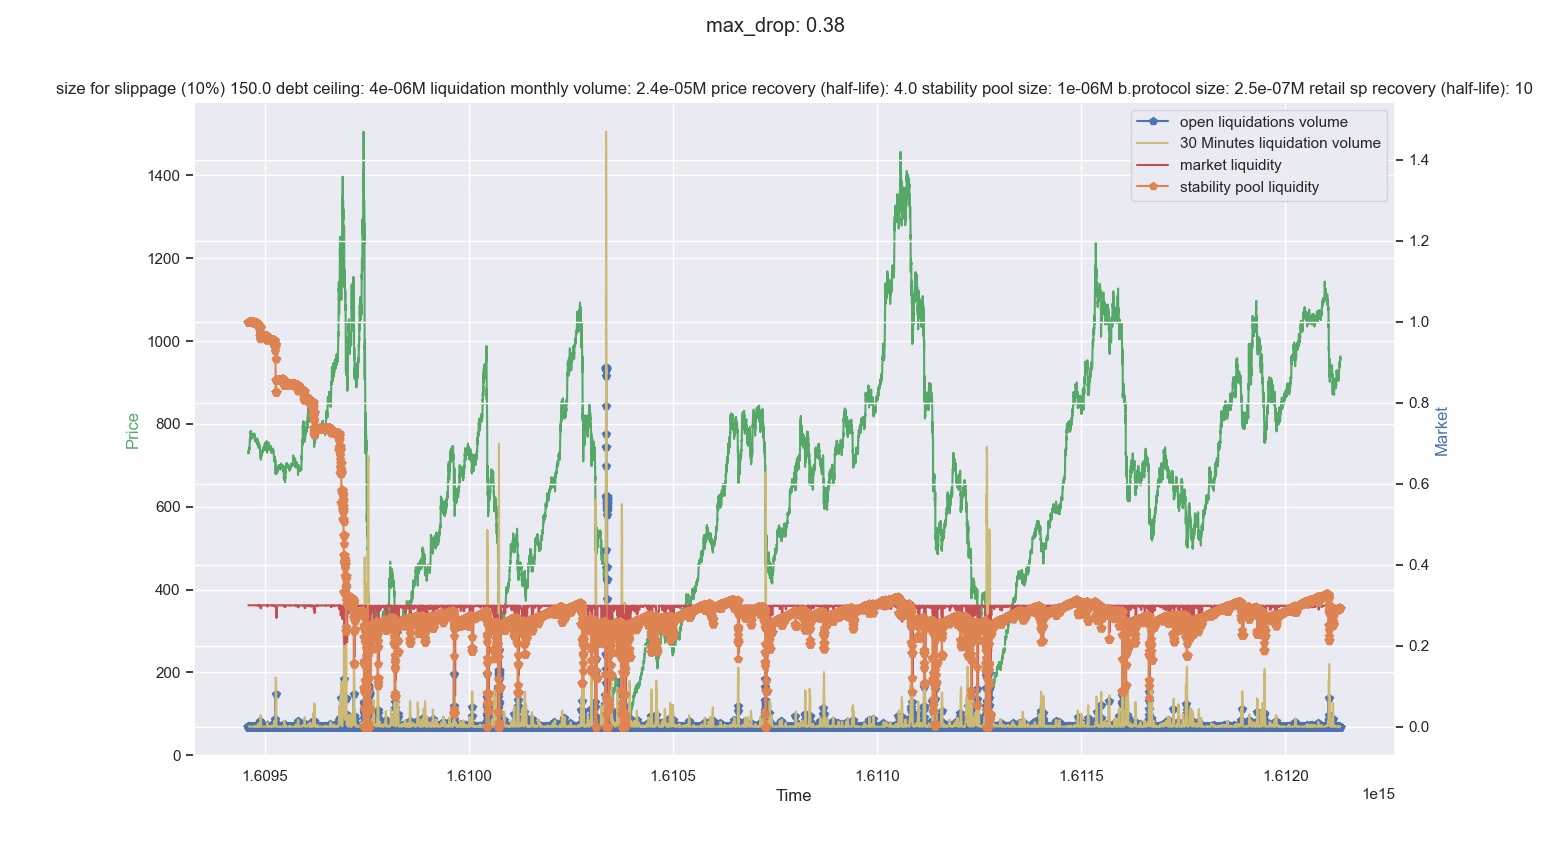 max_drop: 0.38
size for slippage (10%) 150.0 debt ceiling: 4e-06M liquidation monthly volume: 2.4e-05M price recovery (half-life): 4.0 stability pool size: 1e-06M b.protocol size: 2.5e-07M retail sp recovery (half-life): 10
open liquidations volume
30 Minutes liquidation volume
market liquidity
stability pool liquidity
1400
1200
1000
800
600
400
200
0
Price
1.4
1.2
1.0
0.8
0.6
0.4
0.2
0.0
Market
1.6095 1.6100 1.6105 1.6110 1.6115 1.6120
Time
1e15